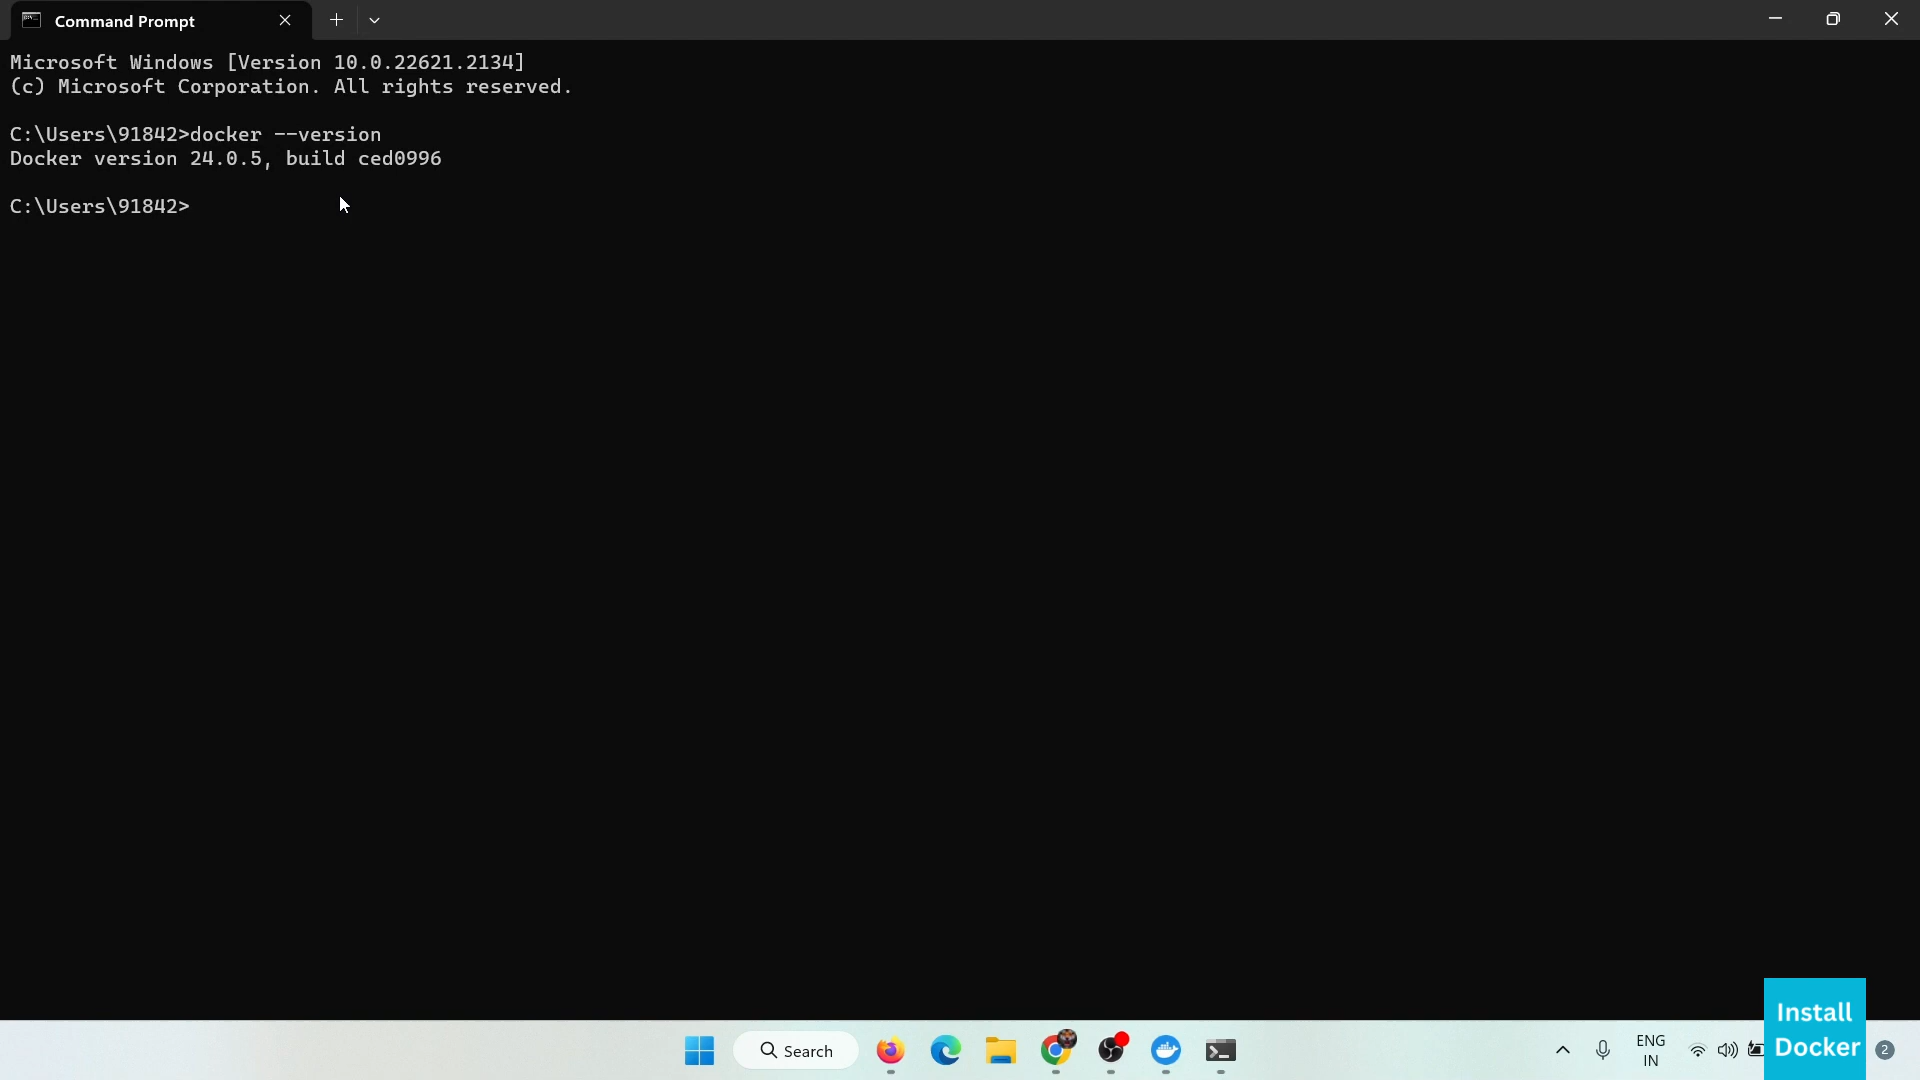 Command Prompt
Microsoft Windows [Version 10.0.22621.2134]
(c) Microsoft Corporation. All rights reserved.
C:\Users\91842>docker --version
Docker version 24.0.5, build ced0996
C:\Users\91842>
Search
ENG
IN
Install
Docker
2